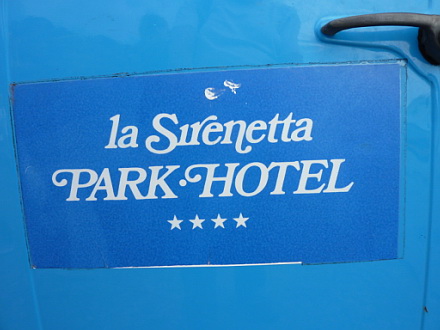 la Sirenetta
PARK·HOTEL
★★★★